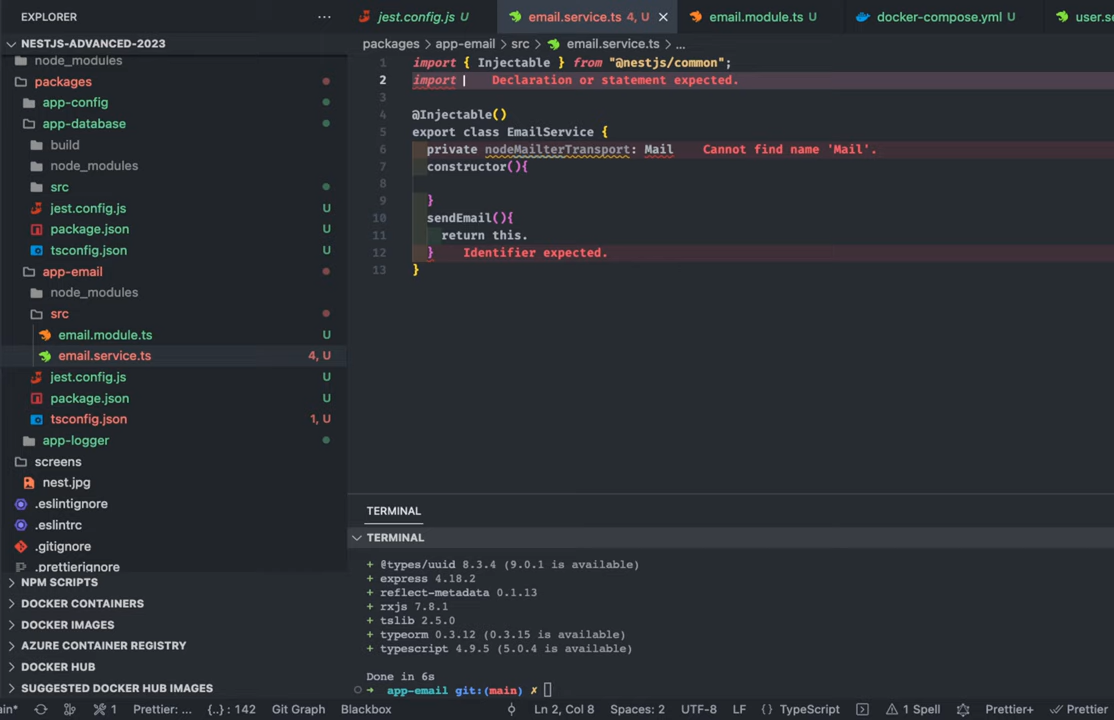 EXPLORER ...
NESTJS-ADVANCED-2023
node_modules
packages
app-config
app-database
build
node_modules
src
jest.config.js U
package.json U
tsconfig.json U
app-email
node_modules
src
email.module.ts U
email.service.ts 4, U
jest.config.js U
package.json U
tsconfig.json 1, U
app-logger
screens
nest.jpg
.eslintignore
.eslintrc
.gitignore
.prettierignore
NPM SCRIPTS
DOCKER CONTAINERS
DOCKER IMAGES
AZURE CONTAINER REGISTRY
DOCKER HUB
SUGGESTED DOCKER HUB IMAGES
jest.config.js U
email.service.ts 4, U
email.module.ts U
docker-compose.yml U
user.se
packages > app-email > src > email.service.ts > ...
1 import { Injectable } from "@nestjs/common";
2 import Declaration or statement expected.
3
4 @Injectable()
5 export class EmailService {
6 private nodeMailterTransport: Mail Cannot find name 'Mail'.
7 constructor(){
8
9 }
10 sendEmail(){
11 return this.
12 } Identifier expected.
13 }
TERMINAL
TERMINAL
+ @types/uuid 8.3.4 (9.0.1 is available)
+ express 4.18.2
+ reflect-metadata 0.1.13
+ rxjs 7.8.1
+ tslib 2.5.0
+ typeorm 0.3.12 (0.3.15 is available)
+ typescript 4.9.5 (5.0.4 is available)
Done in 6s
➜ app-email git:(main) ✗
ain* 1 Prettier: ... {..} : 142 Git Graph Blackbox Ln 2, Col 8 Spaces: 2 UTF-8 LF {} TypeScript 1 Spell Prettier+ Prettier